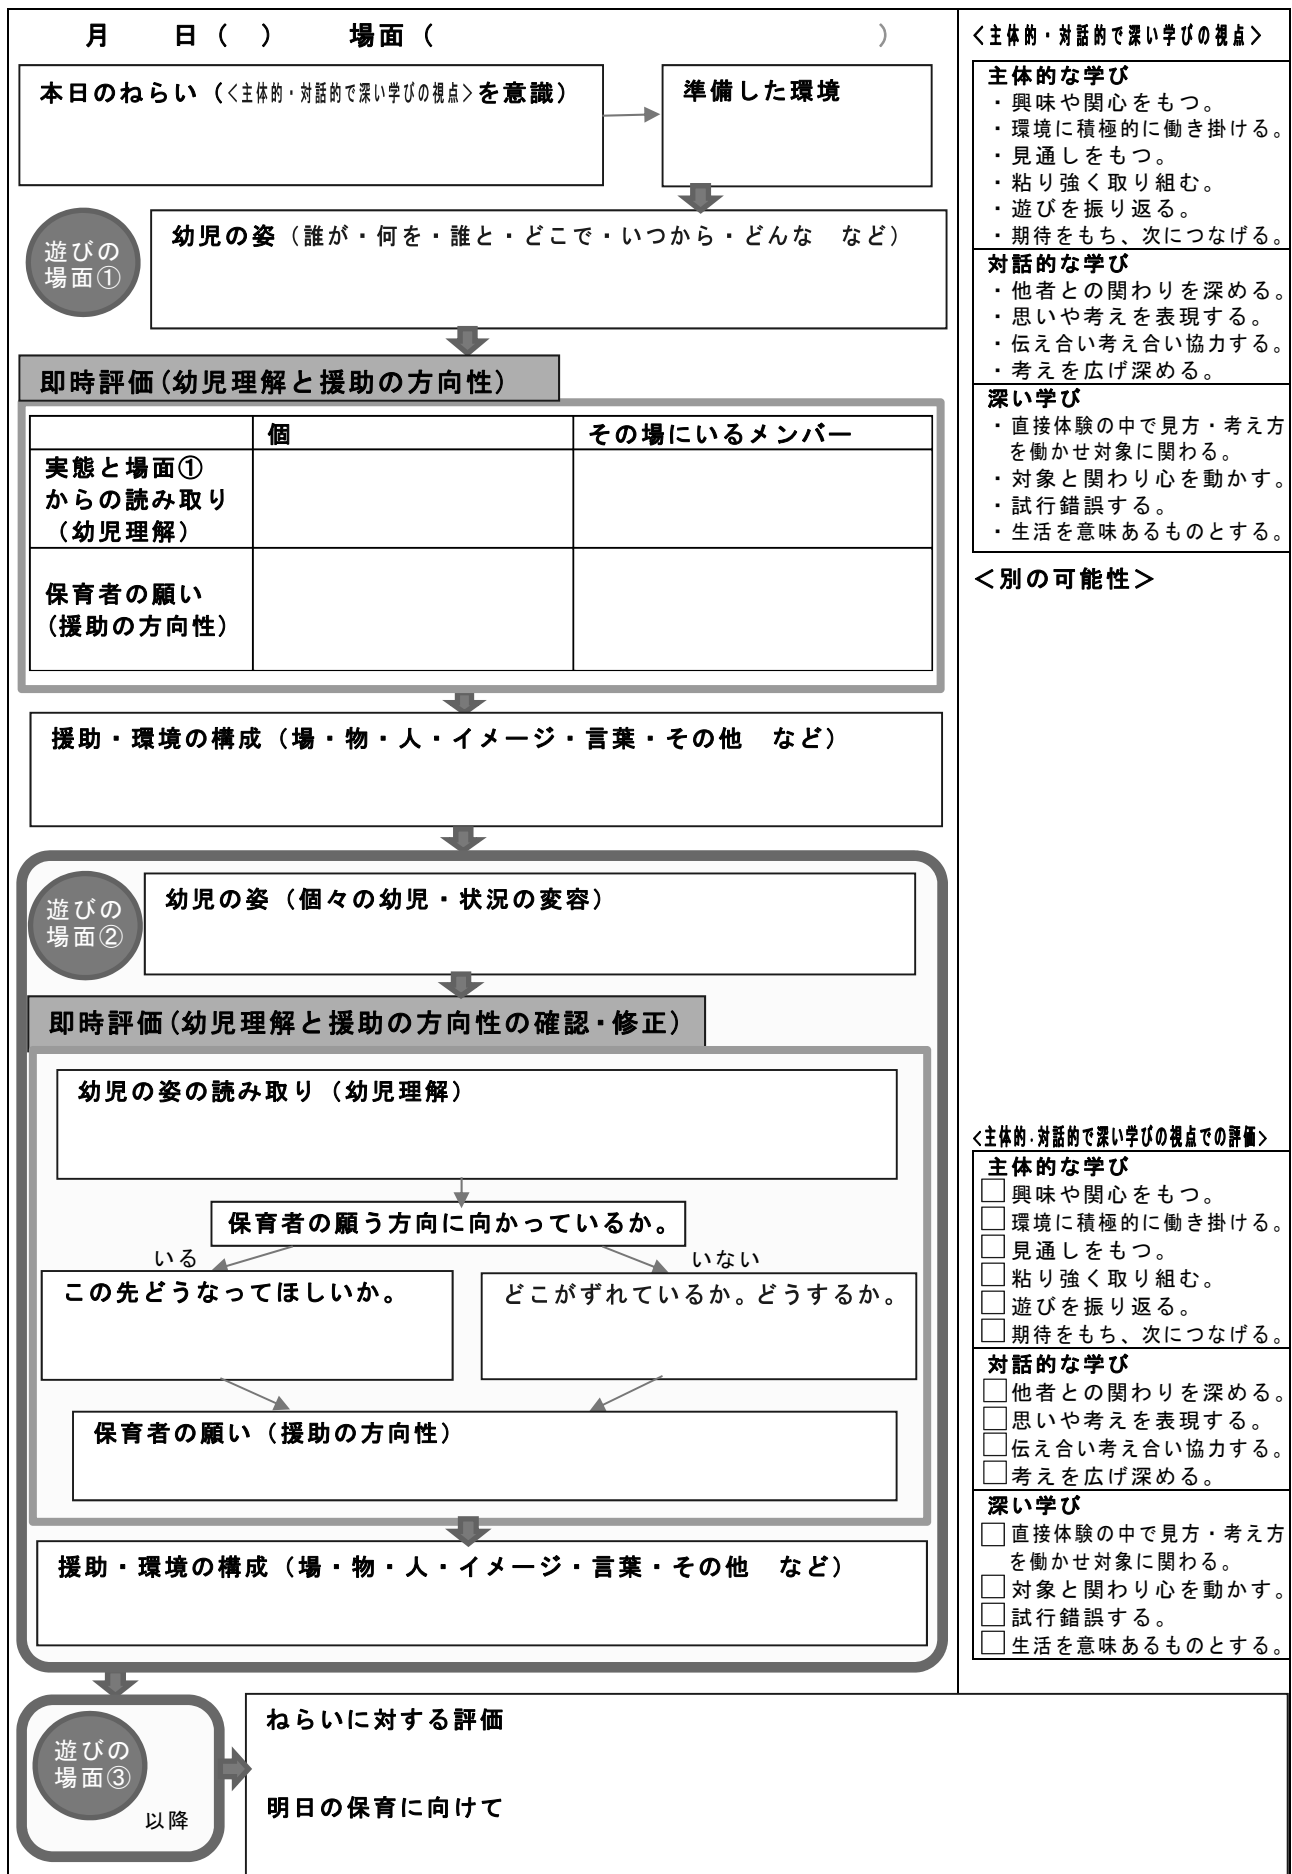 月　日（　）　場面（　）
本日のねらい（＜主体的・対話的で深い学びの視点＞を意識）
準備した環境
遊びの
場面①
幼児の姿（誰が・何を・誰と・どこで・いつから・どんな　など）
即時評価（幼児理解と援助の方向性）
個
その場にいるメンバー
実態と場面①
からの読み取り
（幼児理解）
保育者の願い
（援助の方向性）
援助・環境の構成（場・物・人・イメージ・言葉・その他　など）
遊びの
場面②
幼児の姿（個々の幼児・状況の変容）
即時評価（幼児理解と援助の方向性の確認・修正）
幼児の姿の読み取り（幼児理解）
保育者の願う方向に向かっているか。
いる
いない
この先どうなってほしいか。
どこがずれているか。どうするか。
保育者の願い（援助の方向性）
援助・環境の構成（場・物・人・イメージ・言葉・その他　など）
遊びの
場面③
以降
ねらいに対する評価
明日の保育に向けて
＜主体的・対話的で深い学びの視点＞
主体的な学び
・興味や関心をもつ。
・環境に積極的に働き掛ける。
・見通しをもつ。
・粘り強く取り組む。
・遊びを振り返る。
・期待をもち、次につなげる。
対話的な学び
・他者との関わりを深める。
・思いや考えを表現する。
・伝え合い考え合い協力する。
・考えを広げ深める。
深い学び
・直接体験の中で見方・考え方
を働かせ対象に関わる。
・対象と関わり心を動かす。
・試行錯誤する。
・生活を意味あるものとする。
＜別の可能性＞
＜主体的・対話的で深い学びの視点での評価＞
主体的な学び
□興味や関心をもつ。
□環境に積極的に働き掛ける。
□見通しをもつ。
□粘り強く取り組む。
□遊びを振り返る。
□期待をもち、次につなげる。
対話的な学び
□他者との関わりを深める。
□思いや考えを表現する。
□伝え合い考え合い協力する。
□考えを広げ深める。
深い学び
□直接体験の中で見方・考え方
を働かせ対象に関わる。
□対象と関わり心を動かす。
□試行錯誤する。
□生活を意味あるものとする。